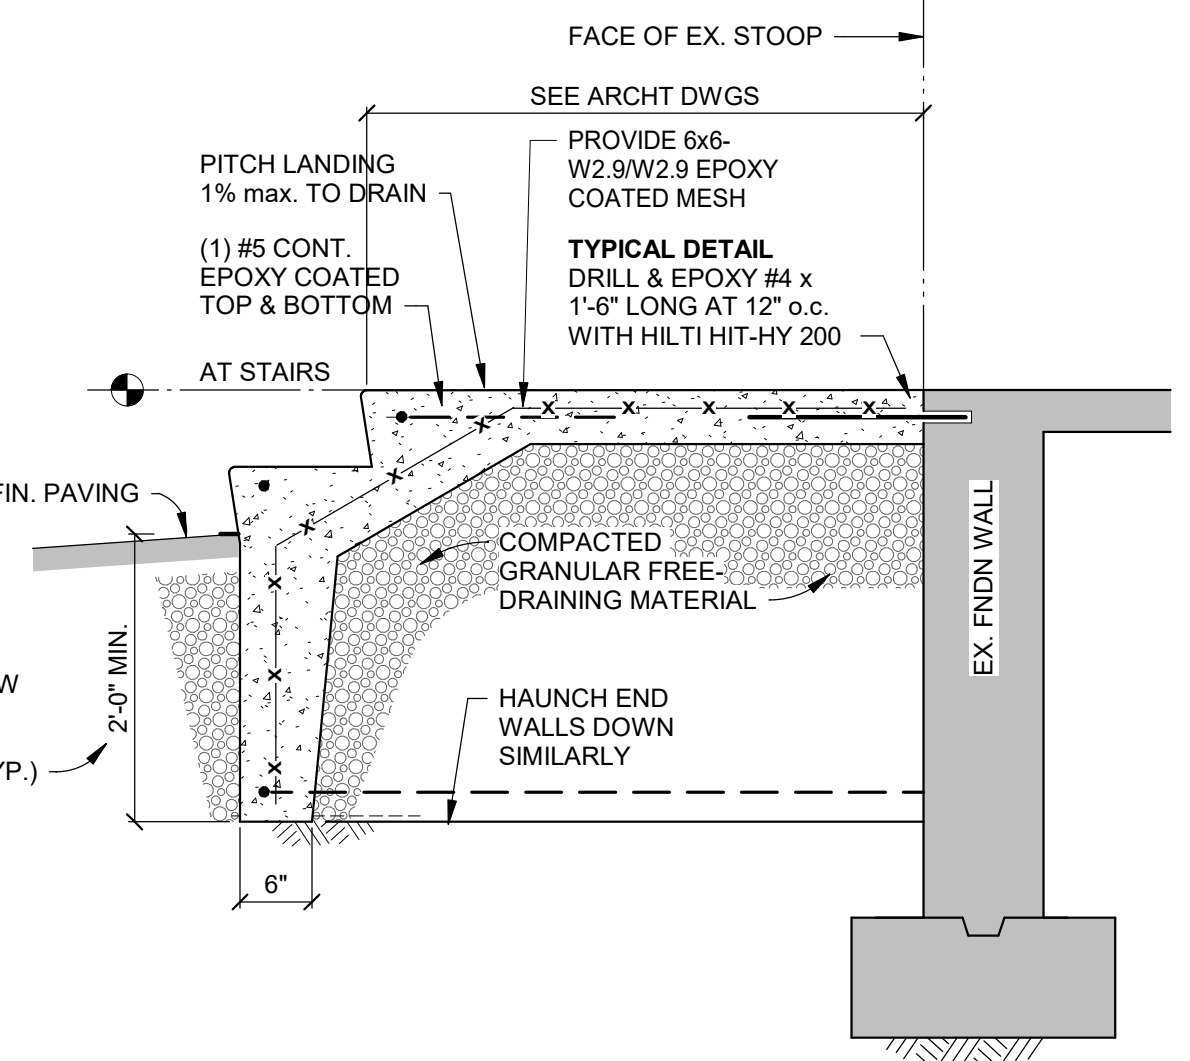 FACE OF EX. STOOP
SEE ARCHT DWGS
PITCH LANDING
1% max. TO DRAIN
PROVIDE 6x6-
W2.9/W2.9 EPOXY
COATED MESH
(1) #5 CONT.
EPOXY COATED
TOP & BOTTOM
TYPICAL DETAIL
DRILL & EPOXY #4 x
1'-6" LONG AT 12" o.c.
WITH HILTI HIT-HY 200
AT STAIRS
FIN. PAVING
COMPACTED
GRANULAR FREE-
DRAINING MATERIAL
EX. FNDN WALL
2'-0" MIN.
W
YP.)
HAUNCH END
WALLS DOWN
SIMILARLY
6"